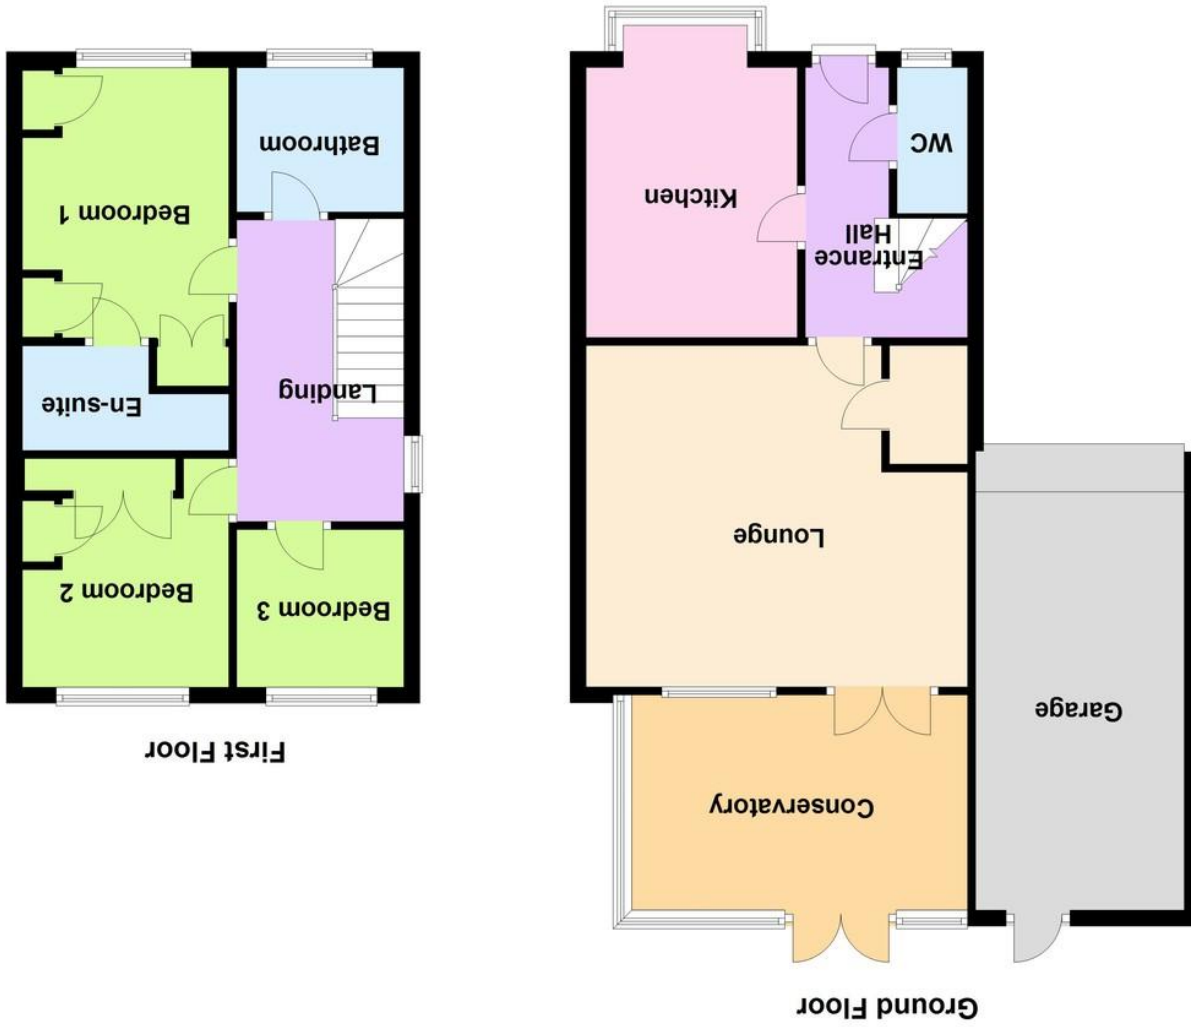 Ground Floor
Conservatory
Garage
Lounge
Entrance
Hall
Kitchen
WC
First Floor
Bedroom 3
Bedroom 2
Landing
En-suite
Bedroom 1
Bathroom